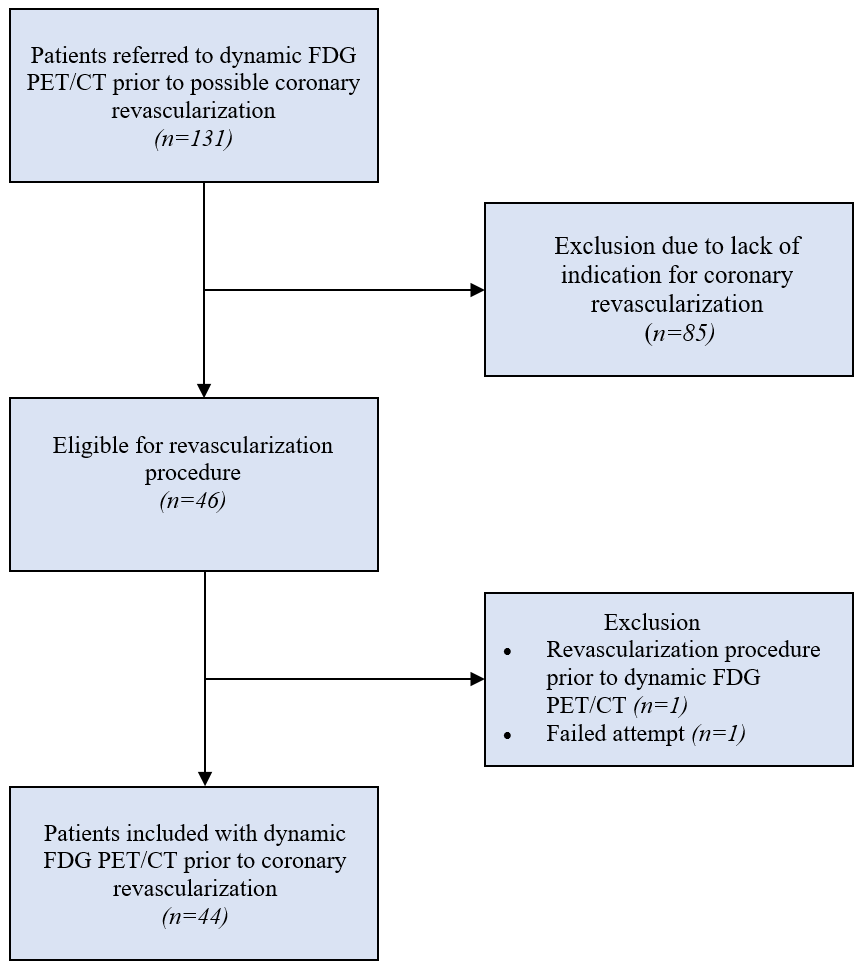 Patients referred to dynamic FDG
PET/CT prior to possible coronary
revascularization
(n=131)
Exclusion due to lack of
indication for coronary
revascularization
(n=85)
Eligible for revascularization
procedure
(n=46)
Exclusion
• Revascularization procedure
prior to dynamic FDG
PET/CT (n=1)
• Failed attempt (n=1)
Patients included with dynamic
FDG PET/CT prior to coronary
revascularization
(n=44)